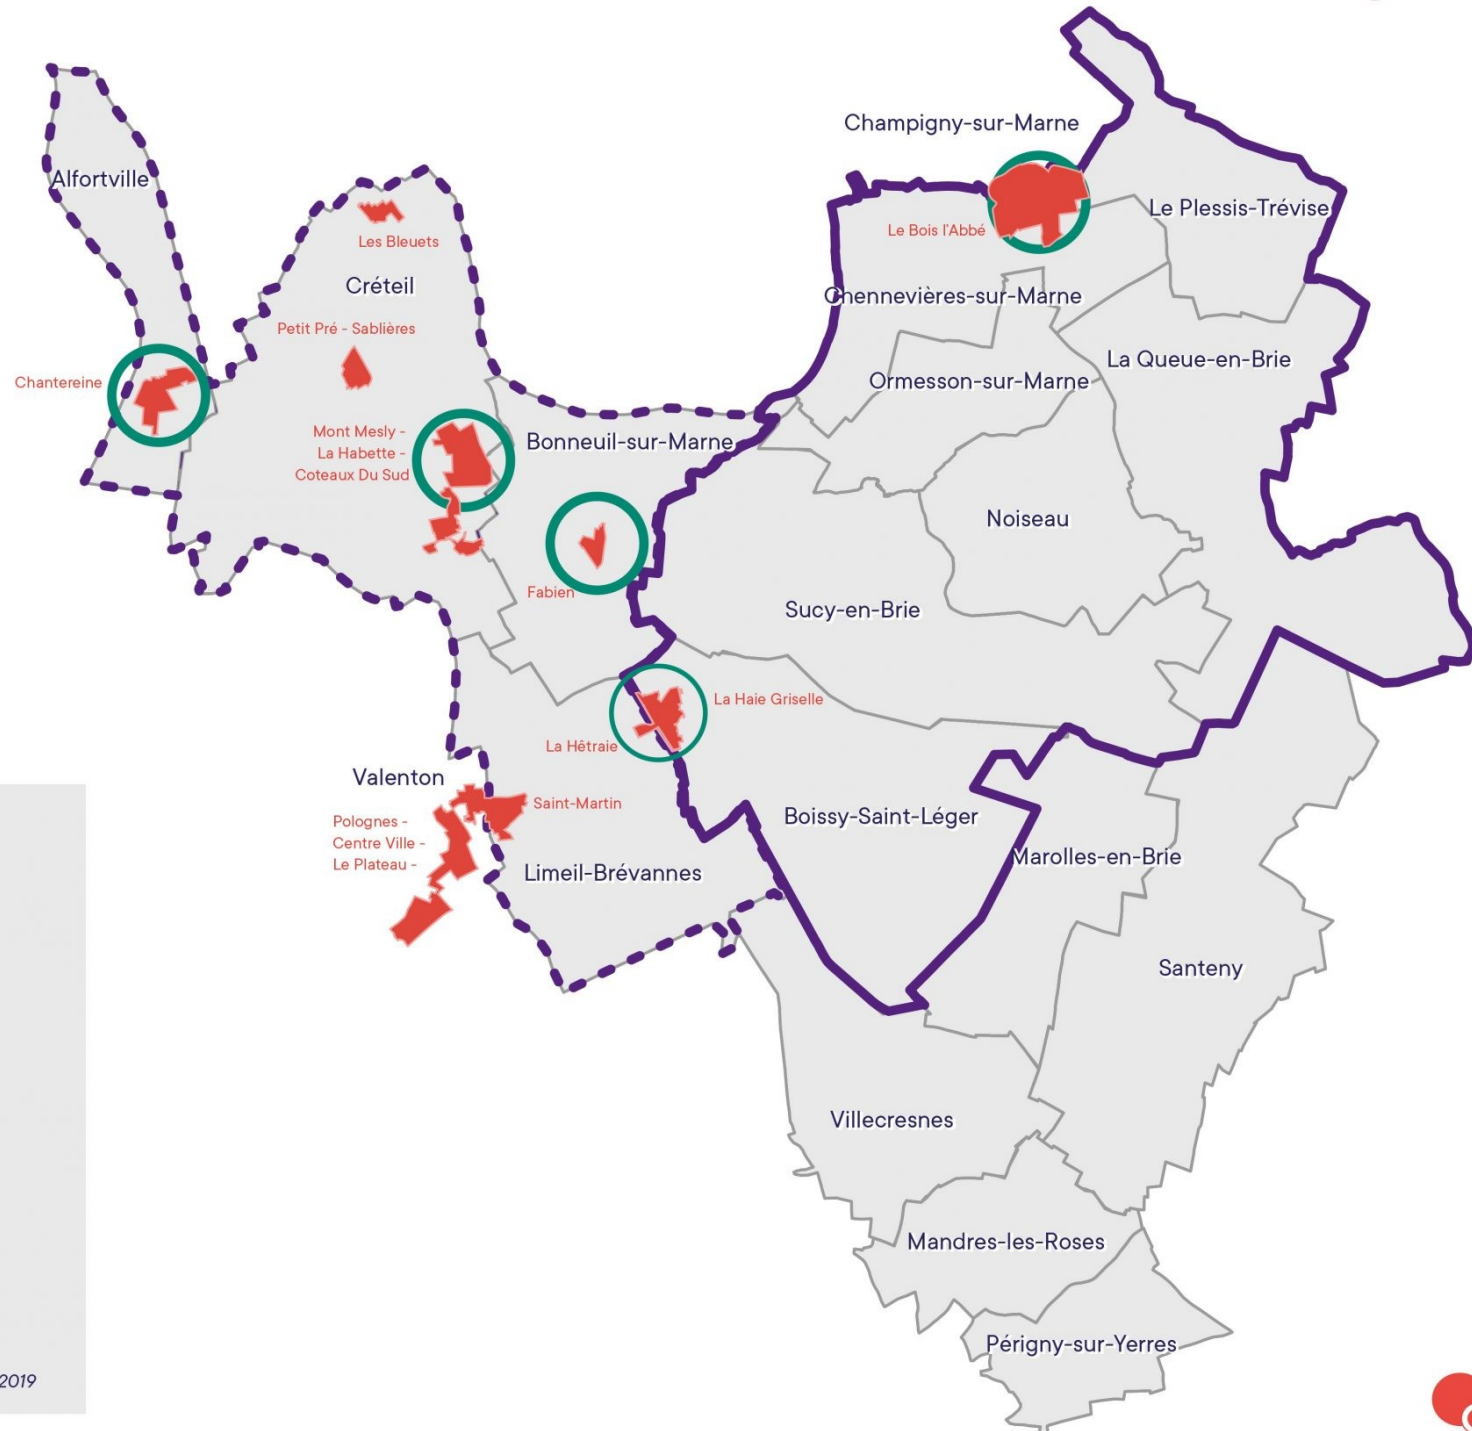 Champigny-sur-Marne
Alfortville
Le Plessis-Trévise
Le Bois l'Abbé
Les Bleuets
Créteil
Chennevières-sur-Marne
Petit Pré - Sablières
La Queue-en-Brie
Chantereine
Ormesson-sur-Marne
Mont Mesly -
La Habette -
Coteaux Du Sud
Bonneuil-sur-Marne
Noiseau
Fabien
Sucy-en-Brie
La Haie Griselle
La Hêtraie
Valenton
Saint-Martin
Polognes -
Centre Ville -
Le Plateau -
Boissy-Saint-Léger
Limeil-Brévannes
Marolles-en-Brie
Santeny
Villecresnes
Mandres-les-Roses
Périgny-sur-Yerres
2019